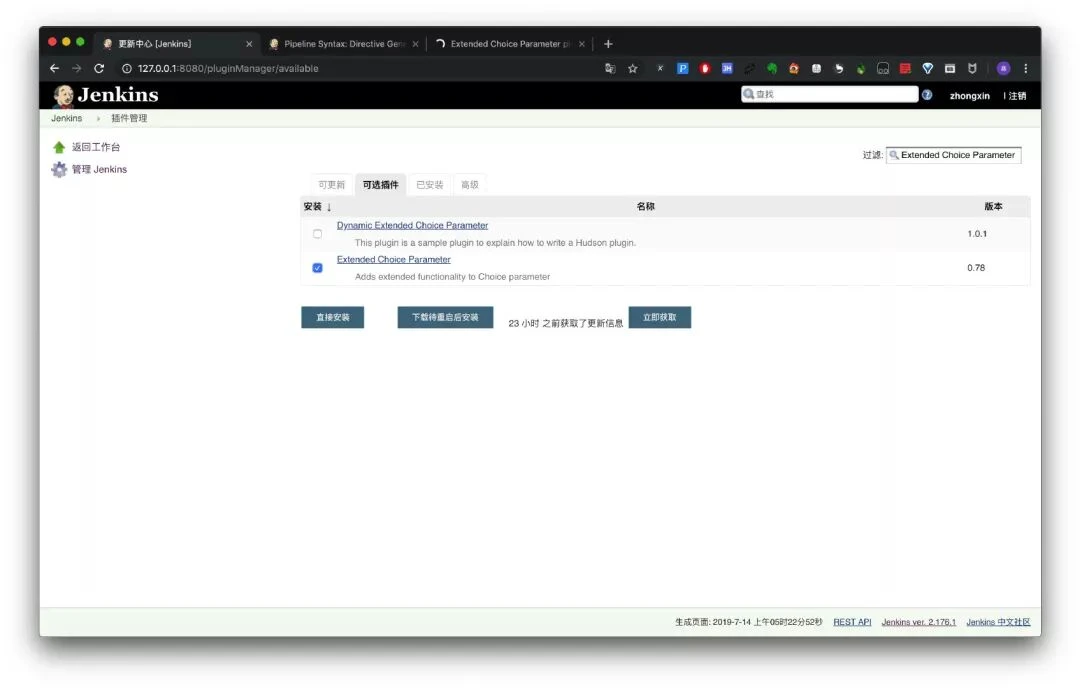 更新中心 [Jenkins]
Pipeline Syntax: Directive Gen
Extended Choice Parameter p
127.0.0.1:8080/pluginManager/available
Jenkins
查找
zhongxin
注销
Jenkins
插件管理
返回工作台
管理 Jenkins
过滤:
Extended Choice Parameter
可更新
可选插件
已安装
高级
安装 ↓
名称
版本
Dynamic Extended Choice Parameter
This plugin is a sample plugin to explain how to write a Hudson plugin.
1.0.1
Extended Choice Parameter
Adds extended functionality to Choice parameter
0.78
直接安装
下载待重启后安装
23 小时 之前获取了更新信息
立即获取
生成页面: 2019-7-14 上午05时22分52秒
REST API
Jenkins ver. 2.176.1
Jenkins 中文社区